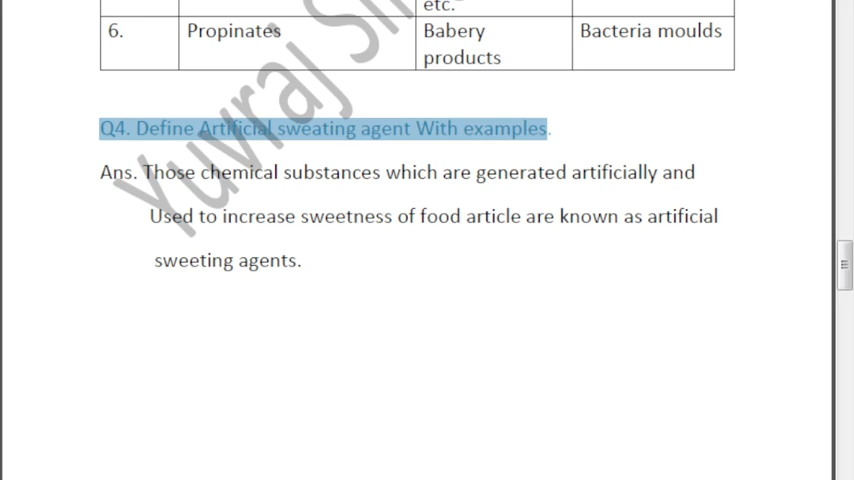 etc.
6. Propinates Babery Bacteria moulds
products
Q4. Define Artificial sweating agent With examples.
Ans. Those chemical substances which are generated artificially and
Used to increase sweetness of food article are known as artificial
sweeting agents.
Yuvraj